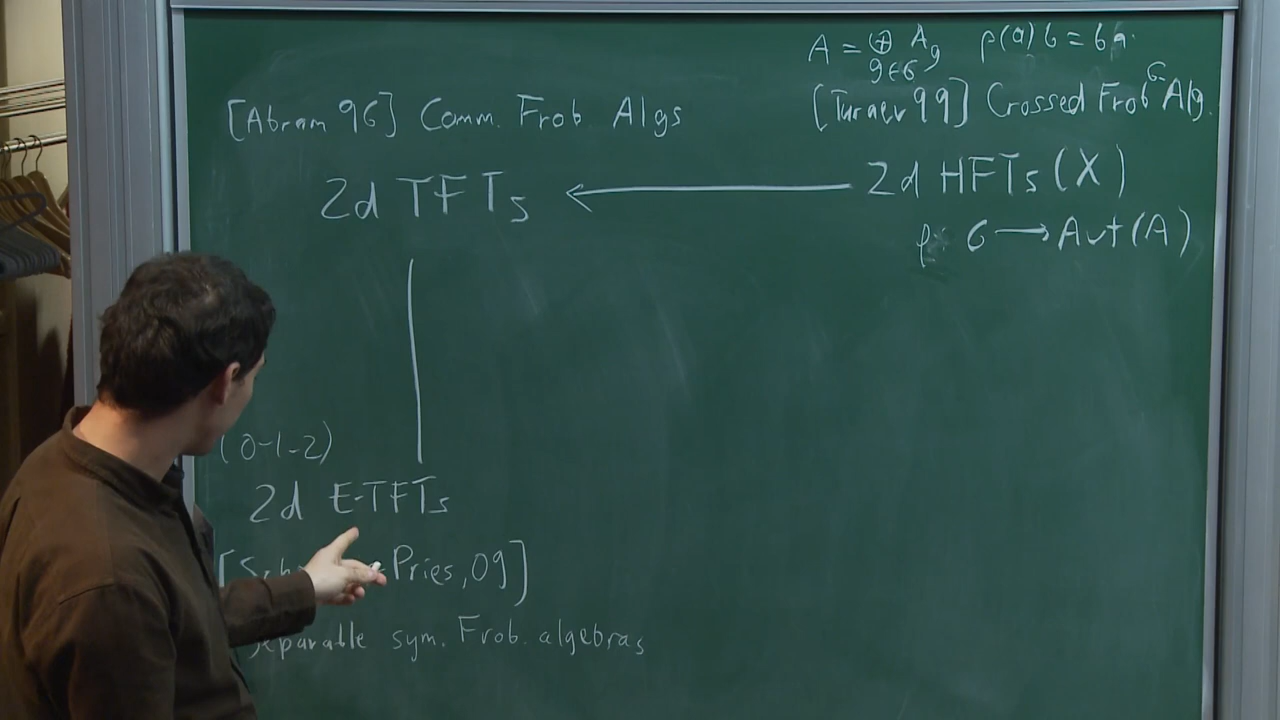 A = ⊕ A_g ρ(a) b = b a
g∈G
[Abram 96] Comm. Frob Algs
[Turaev 99] Crossed Frob G- Alg.
2d TFTs ⟵ 2d HFTs (X)
ρ: G ⟶ Aut(A)
(0-1-2)
2d E-TFTs
Pries, 09]
separable sym. Frob. algebras